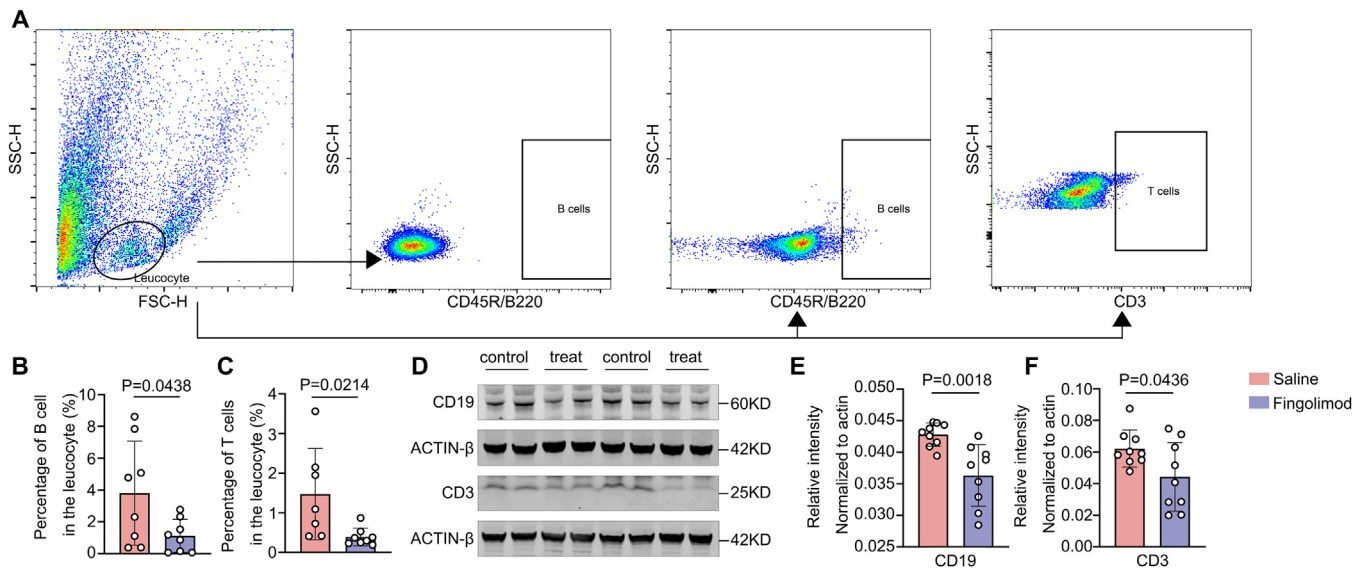 A
SSC-H
Leucocyte
FSC-H
SSC-H
B cells
CD45R/B220
SSC-H
B cells
CD45R/B220
SSC-H
T cells
CD3
B
Percentage of B cell
in the leucocyte (%)
P=0.0438
10
8
6
4
2
0
C
Percentage of T cells
in the leucocyte (%)
P=0.0214
5
4
3
2
1
0
D
control treat control treat
CD19
60KD
ACTIN-β
42KD
CD3
25KD
ACTIN-β
42KD
E
Relative intensity
Normalized to actin
P=0.0018
0.050
0.045
0.040
0.035
0.030
0.025
CD19
F
Relative intensity
Normalized to actin
P=0.0436
0.10
0.08
0.06
0.04
0.02
0.00
CD3
Saline
Fingolimod